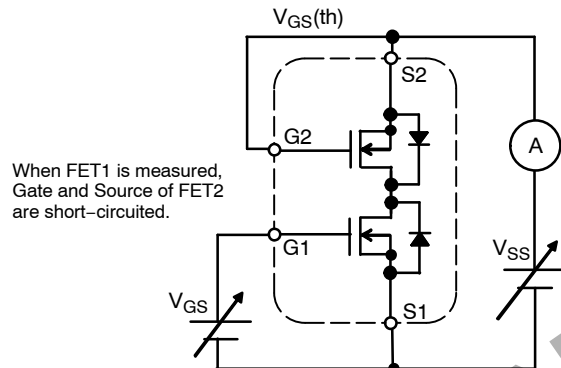 VGS(th)
S2
G2
A
When FET1 is measured,
Gate and Source of FET2
are short−circuited.
G1
VSS
VGS
S1